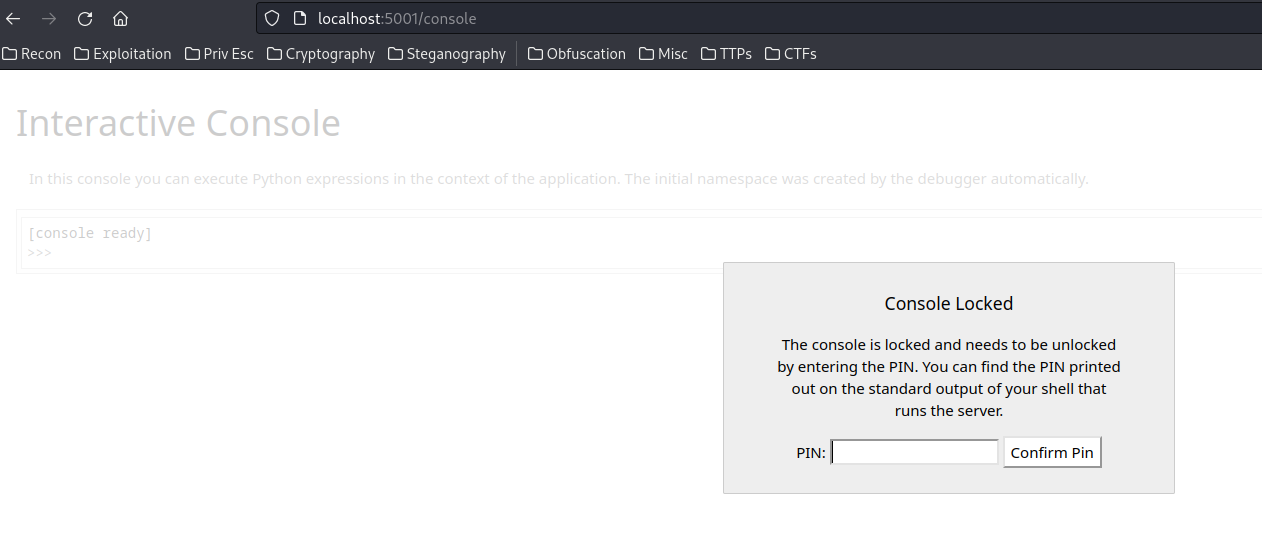 localhost:5001/console
Recon Exploitation Priv Esc Cryptography Steganography Obfuscation Misc TTPs CTFs
Interactive Console
In this console you can execute Python expressions in the context of the application. The initial namespace was created by the debugger automatically.
[console ready]
>>>
Console Locked
The console is locked and needs to be unlocked
by entering the PIN. You can find the PIN printed
out on the standard output of your shell that
runs the server.
PIN: Confirm Pin